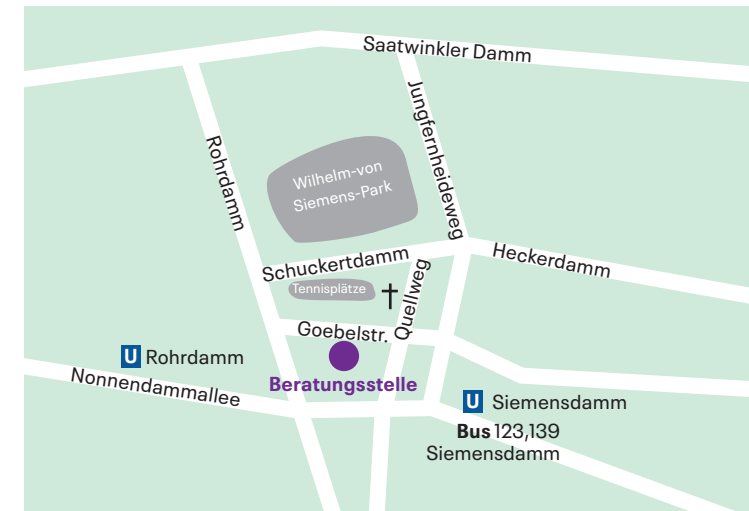 Saatwinkler Damm
Jungfernheideweg
Rohrdamm
Wilhelm-von
Siemens-Park
Schuckertdamm
Heckerdamm
Tennisplätze
Quellweg
Goebelstr.
U Rohrdamm
Beratungsstelle
Nonnendammallee
U Siemensdamm
Bus 123,139
Siemensdamm